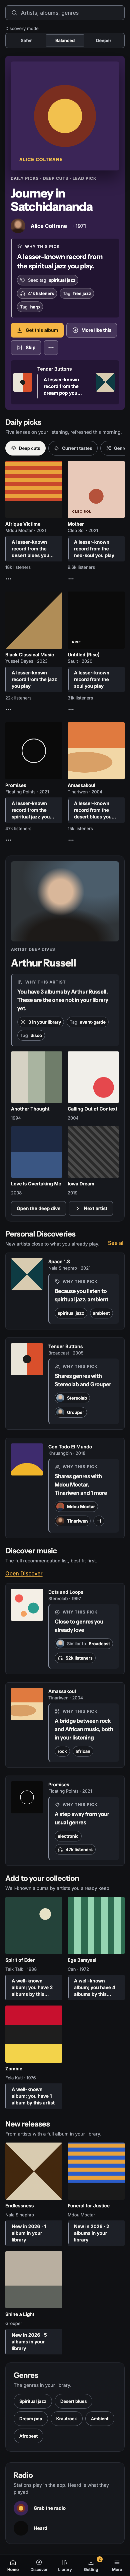 Artists, albums, genres
Discovery mode
Safer
Balanced
Deeper
ALICE COLTRANE
DAILY PICKS · DEEP CUTS · LEAD PICK
Journey in
Satchidananda
Alice Coltrane · 1971
WHY THIS PICK
A lesser-known record from
the spiritual jazz you play.
Seed tag spiritual jazz
41k listeners
Tag free jazz
Tag harp
Get this album
More like this
Skip
Tender Buttons
A lesser-known
record from the
dream pop you...
Daily picks
Five lenses on your listening, refreshed this morning.
Deep cuts
Current tastes
Genr
Afrique Victime
Mdou Moctar · 2021
A lesser-known
record from the
desert blues you...
18k listeners
CLEO SOL
Mother
Cleo Sol · 2021
A lesser-known
record from the
neo-soul you play
9.6k listeners
Black Classical Music
Yussef Dayes · 2023
A lesser-known
record from the jazz
you play
22k listeners
RISE
Untitled (Rise)
Sault · 2020
A lesser-known
record from the
soul you play
31k listeners
Promises
Floating Points · 2021
A lesser-known
record from the
spiritual jazz you...
47k listeners
Amassakoul
Tinariwen · 2004
A lesser-known
record from the
desert blues you...
15k listeners
ARTIST DEEP DIVES
Arthur Russell
WHY THIS ARTIST
You have 3 albums by Arthur Russell.
These are the ones not in your library
yet.
3 in your library
Tag avant-garde
Tag disco
Another Thought
1994
Calling Out of Context
2004
Love Is Overtaking Me
2008
Iowa Dream
2019
Open the deep dive
Next artist
Personal Discoveries
New artists close to what you already play.
See all
Space 1.8
Nala Sinephro · 2021
WHY THIS PICK
Because you listen to
spiritual jazz, ambient
spiritual jazz
ambient
Tender Buttons
Broadcast · 2005
WHY THIS PICK
Shares genres with
Stereolab and Grouper
Stereolab
Grouper
Con Todo El Mundo
Khruangbin · 2018
WHY THIS PICK
Shares genres with
Mdou Moctar,
Tinariwen and 1 more
Mdou Moctar
Tinariwen
+1
Discover music
The full recommendation list, best fit first.
Open Discover
Dots and Loops
Stereolab · 1997
WHY THIS PICK
Close to genres you
already love
Similar to Broadcast
52k listeners
Amassakoul
Tinariwen · 2004
WHY THIS PICK
A bridge between rock
and African music, both
in your listening
rock
african
Promises
Floating Points · 2021
WHY THIS PICK
A step away from your
usual genres
electronic
47k listeners
Add to your collection
Well-known albums by artists you already keep.
Spirit of Eden
Talk Talk · 1988
A well-known
album; you have 2
albums by this...
Ege Bamyasi
Can · 1972
A well-known
album; you have 4
albums by this...
Zombie
Fela Kuti · 1976
A well-known
album; you have 1
album by this artist
New releases
From artists with a full album in your library.
Endlessness
Nala Sinephro
New in 2026 · 1
album in your
library
Funeral for Justice
Mdou Moctar
New in 2026 · 2
albums in your
library
Shine a Light
Grouper
New in 2026 · 5
albums in your
library
Genres
The genres in your library.
Spiritual jazz
Desert blues
Dream pop
Krautrock
Ambient
Afrobeat
Radio
Stations play in the app. Heard is what they
played.
Grab the radio
Heard
Home
Discover
Library
Getting
2
More